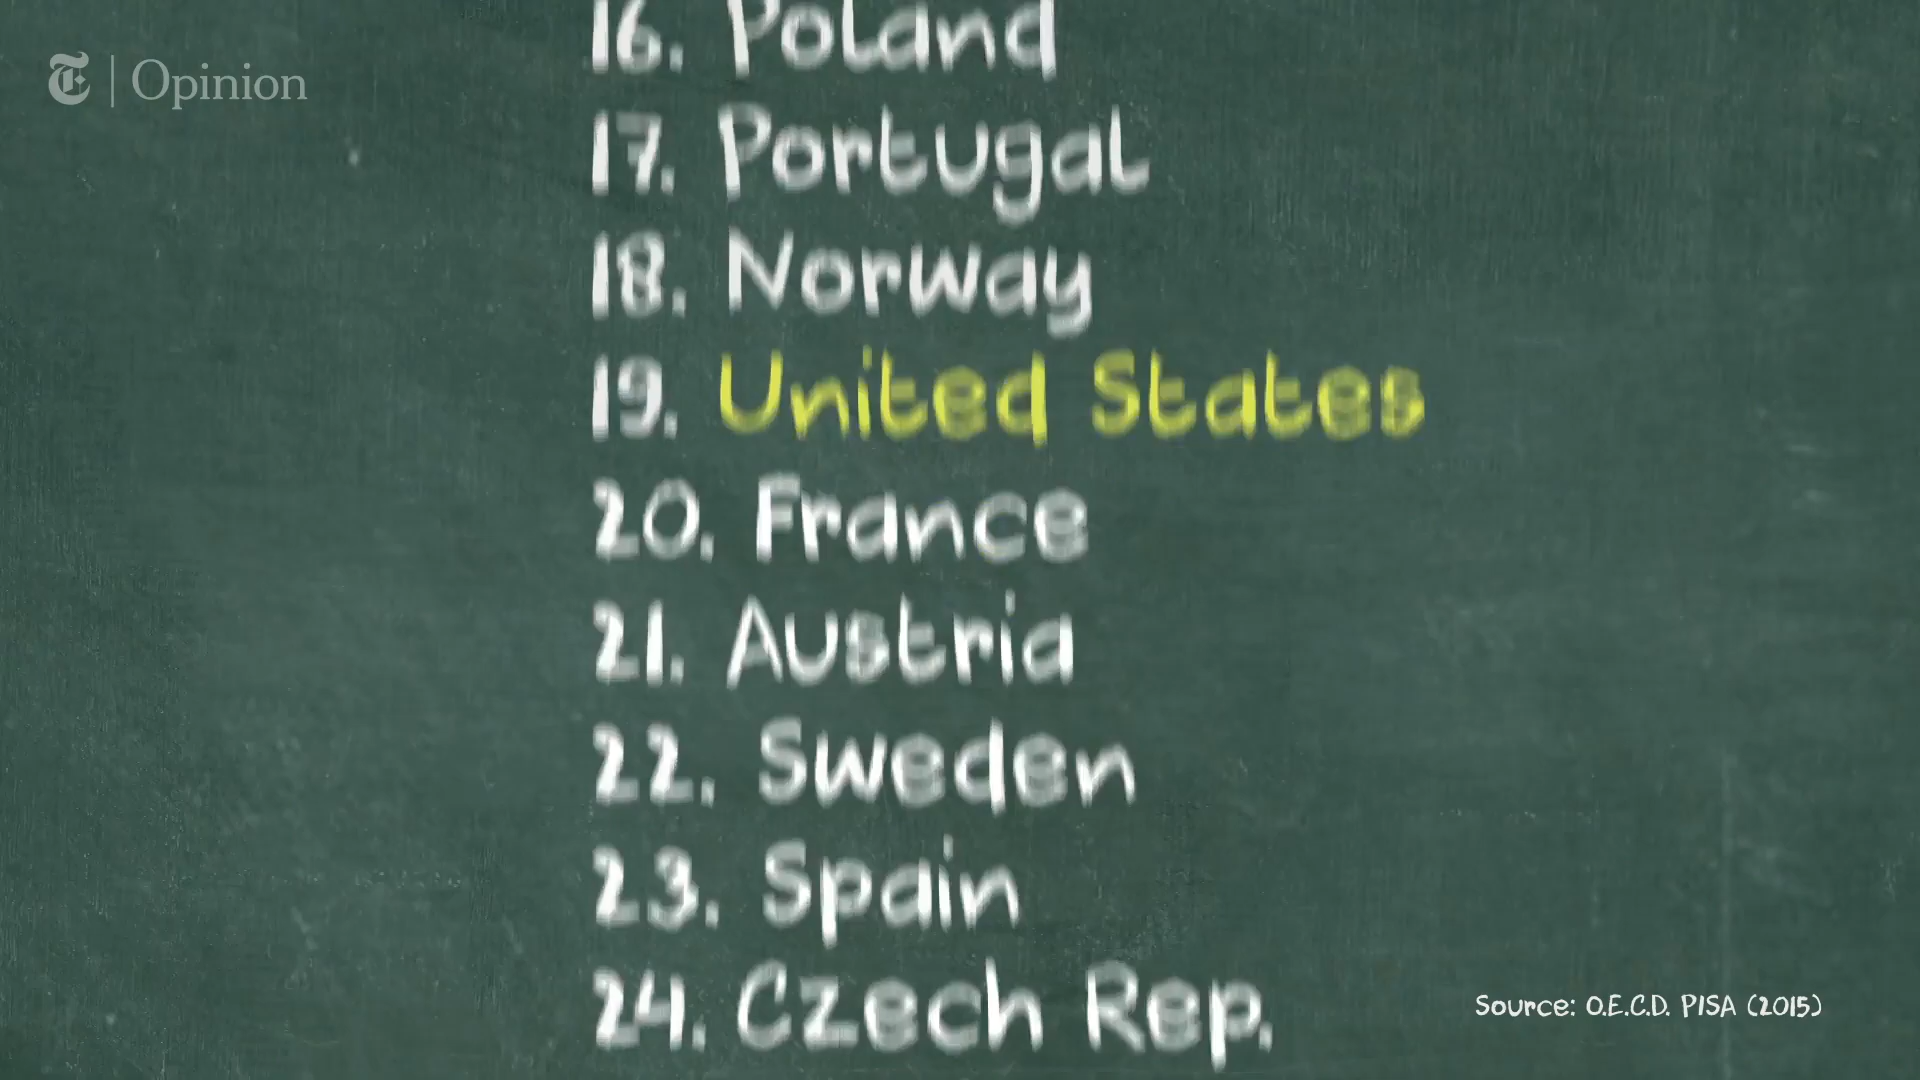 T | Opinion
16. Poland
17. Portugal
18. Norway
19. United States
20. France
21. Austria
22. Sweden
23. Spain
24. Czech Rep.
Source: O.E.C.D. PISA (2015)